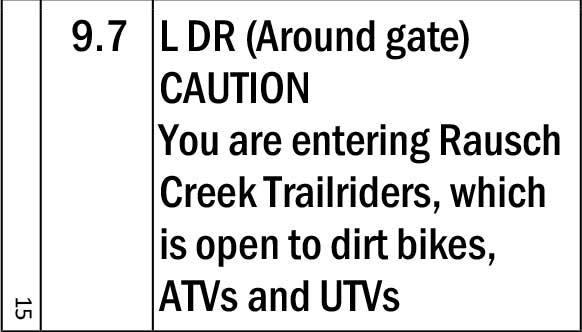 9.7 L DR (Around gate)
CAUTION
You are entering Rausch
Creek Trailriders, which
is open to dirt bikes,
ATVs and UTVs
15